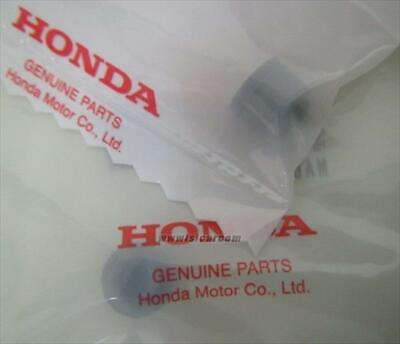 HONDA
GENUINE PARTS
Honda Motor Co., Ltd.
HONDA
GENUINE PARTS
Honda Motor Co., Ltd.